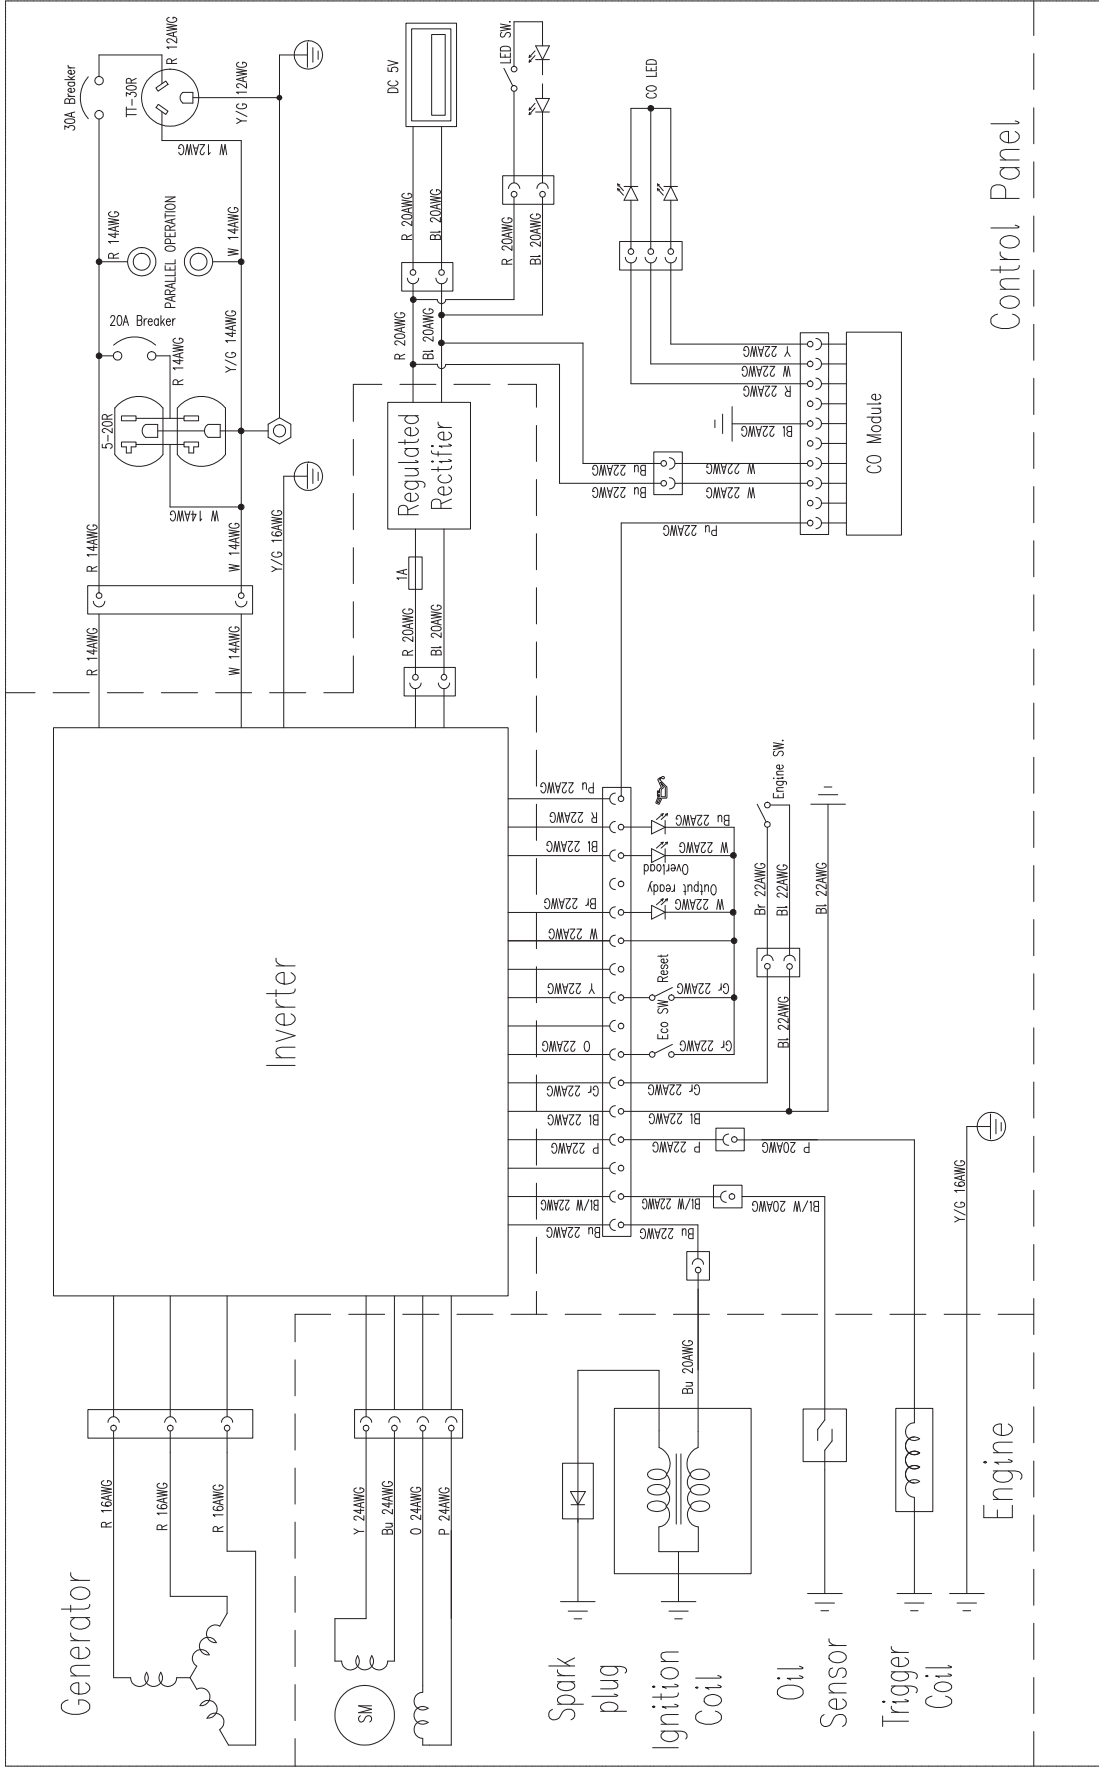 Generator
R 16AWG
R 16AWG
R 16AWG
SM
Y 24AWG
Bu 24AWG
O 24AWG
P 24AWG
Spark
plug
Ignition
Coil
Bu 20AWG
Oil
Sensor
Trigger
Coil
Engine
Y/G 16AWG
Inverter
Bu 22AWG
Bl/W 22AWG
P 22AWG
Bl 22AWG
Gr 22AWG
O 22AWG
Y 22AWG
W 22AWG
Br 22AWG
Bl 22AWG
R 22AWG
Pu 22AWG
Bu 22AWG
Bl/W 22AWG
Bl/W 20AWG
P 22AWG
P 20AWG
Bl 22AWG
Gr 22AWG
Gr 22AWG
Eco SW
Gr 22AWG
Reset
W 22AWG
Output ready
W 22AWG
Overload
Bu 22AWG
Bl 22AWG
Br 22AWG
Bl 22AWG
Bl 22AWG
Engine SW.
R 14AWG
W 14AWG
Y/G 16AWG
R 14AWG
W 14AWG
W 14AWG
5-20R
20A Breaker
R 14AWG
Y/G 14AWG
PARALLEL OPERATION
R 14AWG
W 14AWG
30A Breaker
TT-30R
R 12AWG
W 12AWG
Y/G 12AWG
R 20AWG
Bl 20AWG
1A
Regulated
Rectifier
R 20AWG
Bl 20AWG
R 20AWG
Bl 20AWG
DC 5V
R 20AWG
Bl 20AWG
LED SW.
Bu 22AWG
Bu 22AWG
W 22AWG
W 22AWG
Pu 22AWG
Bl 22AWG
R 22AWG
W 22AWG
Y 22AWG
CO LED
CO Module
Control Panel